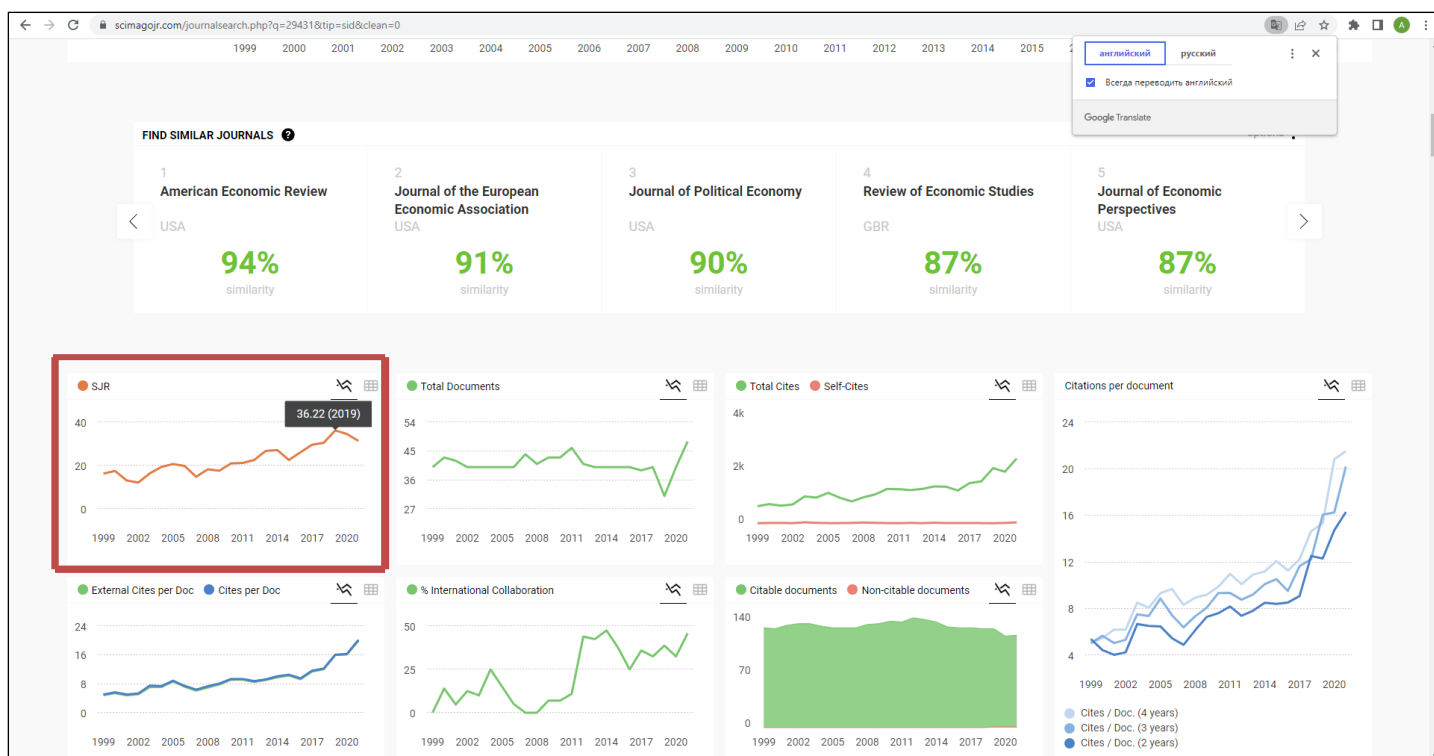 scimagojr.com/journalsearch.php?q=29431&tip=sid&clean=0
A
1999 2000 2001 2002 2003 2004 2005 2006 2007 2008 2009 2010 2011 2012 2013 2014 2015
английский русский
Всегда переводить английский
Google Translate
FIND SIMILAR JOURNALS ?
1
American Economic Review
USA
94%
similarity
2
Journal of the European
Economic Association
USA
91%
similarity
3
Journal of Political Economy
USA
90%
similarity
4
Review of Economic Studies
GBR
87%
similarity
5
Journal of Economic
Perspectives
USA
87%
similarity
SJR
36.22 (2019)
40
20
0
1999 2002 2005 2008 2011 2014 2017 2020
Total Documents
54
45
36
27
1999 2002 2005 2008 2011 2014 2017 2020
Total Cites Self-Cites
4k
2k
0
1999 2002 2005 2008 2011 2014 2017 2020
Citations per document
24
20
16
12
8
4
1999 2002 2005 2008 2011 2014 2017 2020
Cites / Doc. (4 years)
Cites / Doc. (3 years)
Cites / Doc. (2 years)
External Cites per Doc Cites per Doc
24
16
8
0
1999 2002 2005 2008 2011 2014 2017 2020
% International Collaboration
50
25
0
1999 2002 2005 2008 2011 2014 2017 2020
Citable documents Non-citable documents
140
70
0
1999 2002 2005 2008 2011 2014 2017 2020